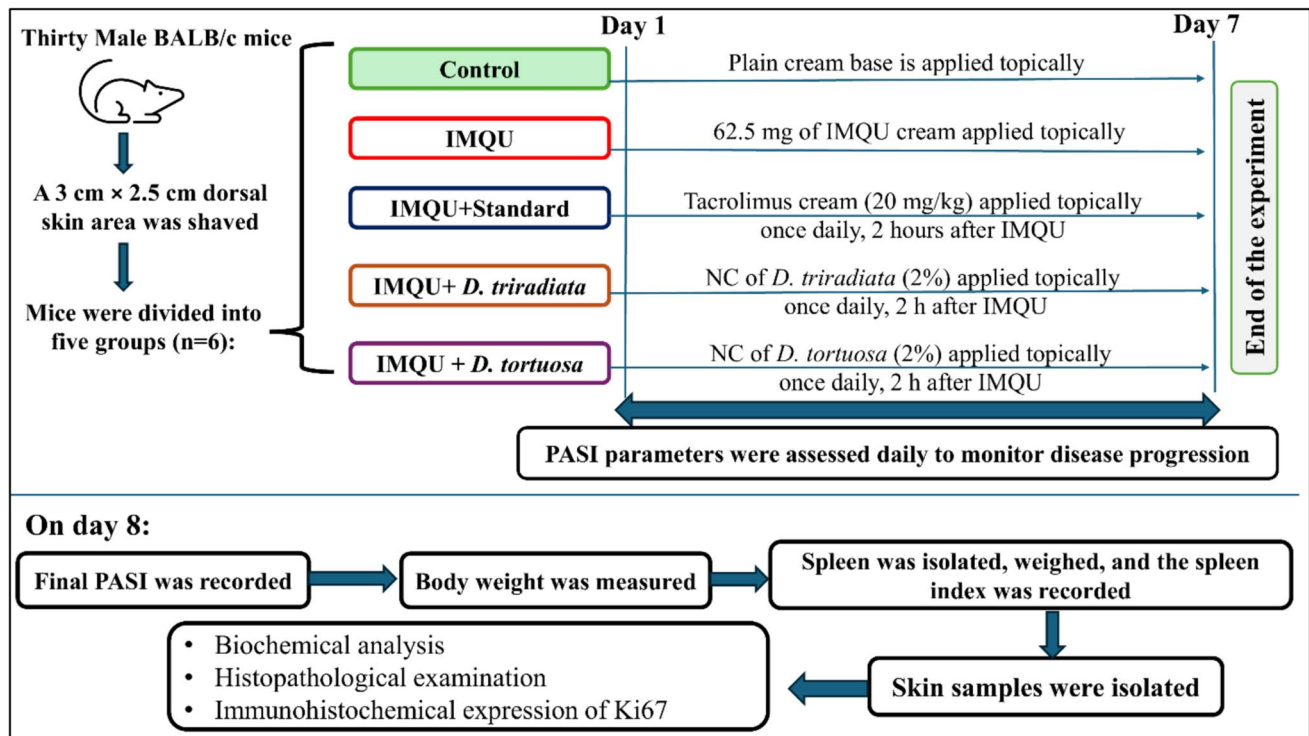 Day 1
Day 7
Thirty Male BALB/c mice
A 3 cm × 2.5 cm dorsal
skin area was shaved
Mice were divided into
five groups (n=6):
Control
Plain cream base is applied topically
IMQU
62.5 mg of IMQU cream applied topically
IMQU+Standard
Tacrolimus cream (20 mg/kg) applied topically
once daily, 2 hours after IMQU
IMQU+ D. triradiata
NC of D. triradiata (2%) applied topically
once daily, 2 h after IMQU
IMQU + D. tortuosa
NC of D. tortuosa (2%) applied topically
once daily, 2 h after IMQU
End of the experiment
PASI parameters were assessed daily to monitor disease progression
On day 8:
Final PASI was recorded
Body weight was measured
Spleen was isolated, weighed, and the spleen
index was recorded
Skin samples were isolated
• Biochemical analysis
• Histopathological examination
• Immunohistochemical expression of Ki67